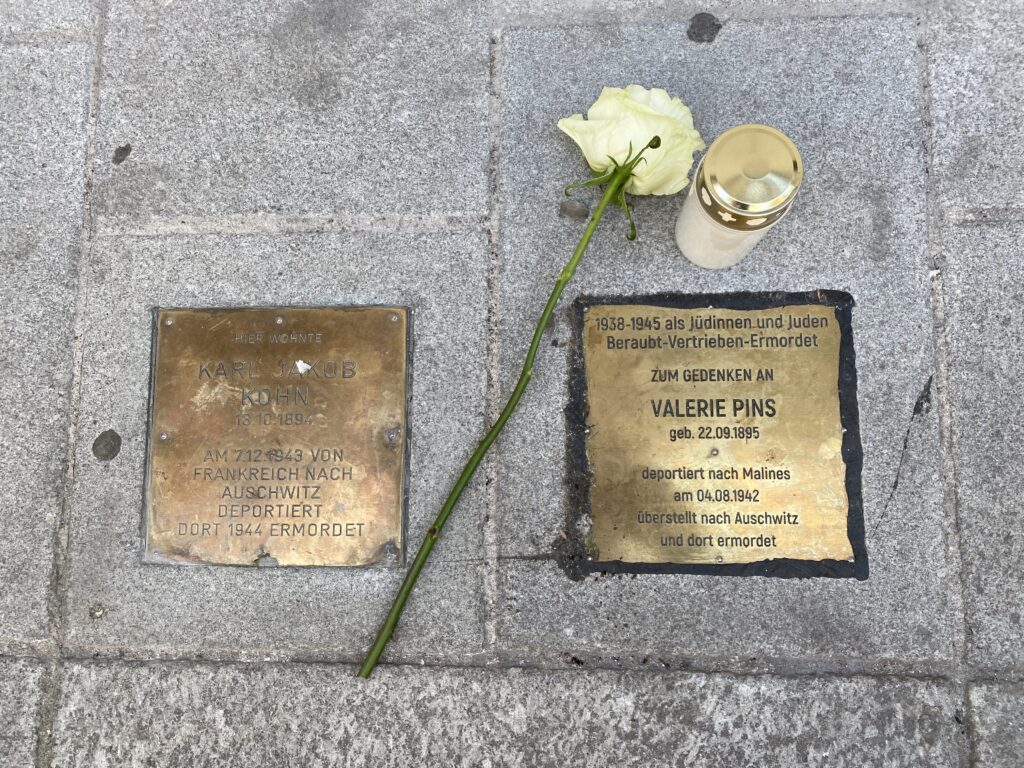 HIER WOHNTE
KARL JAKOB
KOHN
13.10.1894
AM 7.12.1943 VON
FRANKREICH NACH
AUSCHWITZ
DEPORTIERT
DORT 1944 ERMORDET
1938-1945 als Jüdinnen und Juden
Beraubt-Vertrieben-Ermordet
ZUM GEDENKEN AN
VALERIE PINS
geb. 22.09.1895
deportiert nach Malines
am 04.08.1942
überstellt nach Auschwitz
und dort ermordet